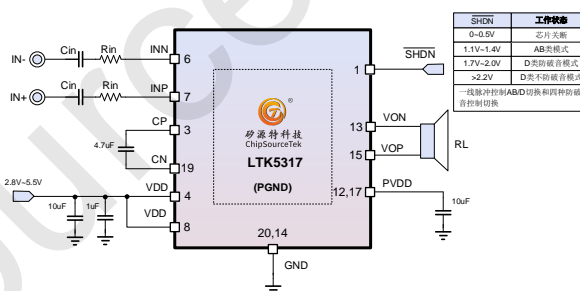 SHDN 工作状态
0~0.5V 芯片关断
1.1V~1.4V AB类模式
1.7V~2.0V D类防破音模式
>2.2V D类不防破音模式
一线脉冲控制AB/D切换和四种防破
音控制切换
IN- Cin Rin INN 6
IN+ Cin Rin INP 7
CP 3
4.7uF
CN 19
2.8V~5.5V
VDD 4
10uF 1uF
VDD 8
矽源特科技
ChipSourceTek
LTK5317
(PGND)
1 SHDN
13 VON
15 VOP
RL
12,17 PVDD
10uF
20,14
GND
ource